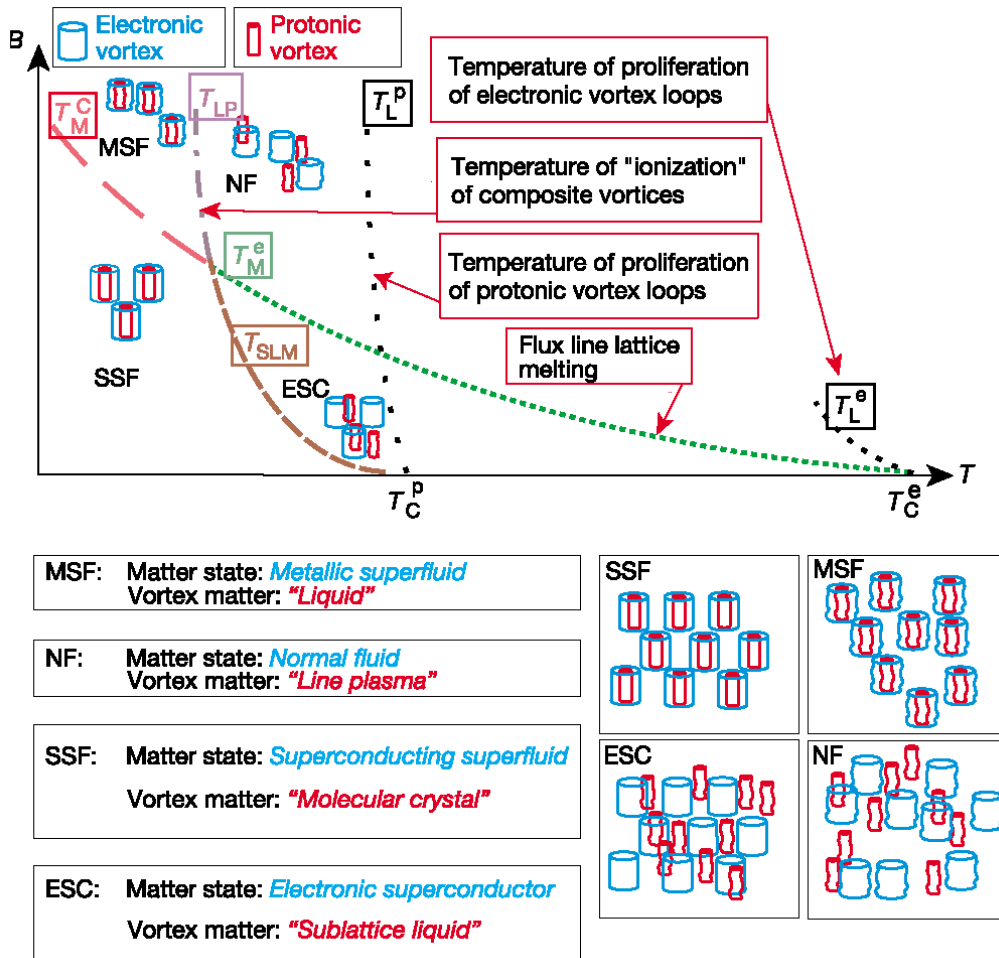 B
Electronic
vortex
Protonic
vortex
Temperature of proliferation
of electronic vortex loops
T_M^C
T_LP
T_L^p
MSF
NF
Temperature of "ionization"
of composite vortices
T_M^e
Temperature of proliferation
of protonic vortex loops
T_SLM
Flux line lattice
melting
SSF
ESC
T_L^e
T_C^p
T_C^e
T
MSF: Matter state: Metallic superfluid
Vortex matter: “Liquid”
NF: Matter state: Normal fluid
Vortex matter: “Line plasma”
SSF: Matter state: Superconducting superfluid
Vortex matter: “Molecular crystal”
ESC: Matter state: Electronic superconductor
Vortex matter: “Sublattice liquid”
SSF
MSF
ESC
NF